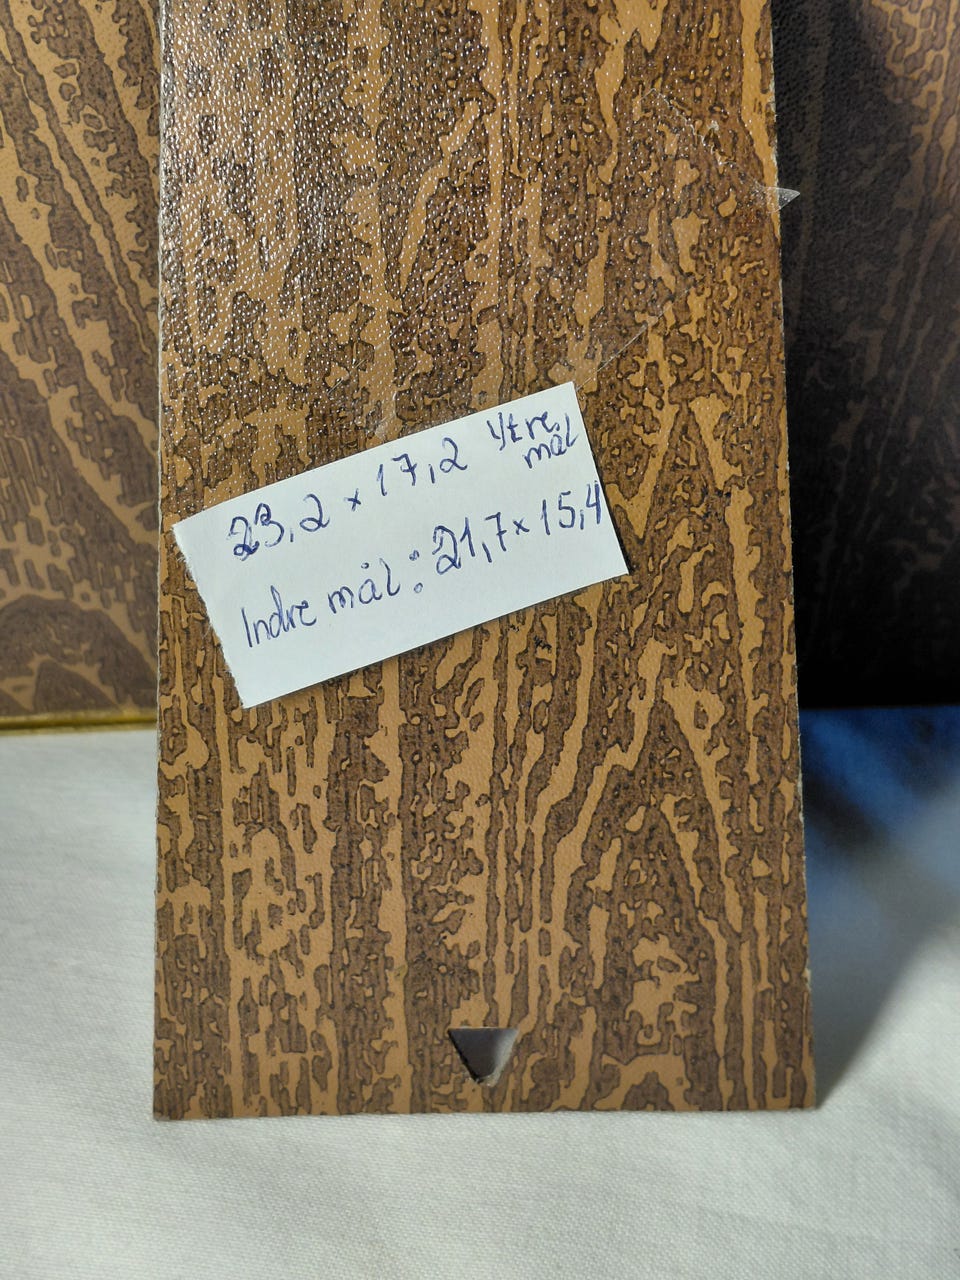 23,2 x 17,2 Ytre mål
Indre mål: 21,7 x 15,4